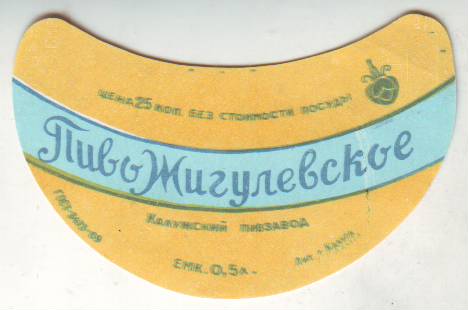 ЦЕНА 25 КОП. БЕЗ СТОИМОСТИ ПОСУДЫ
Пиво Жигулевское
Калужский пивзавод
ЕМК. 0,5 л.